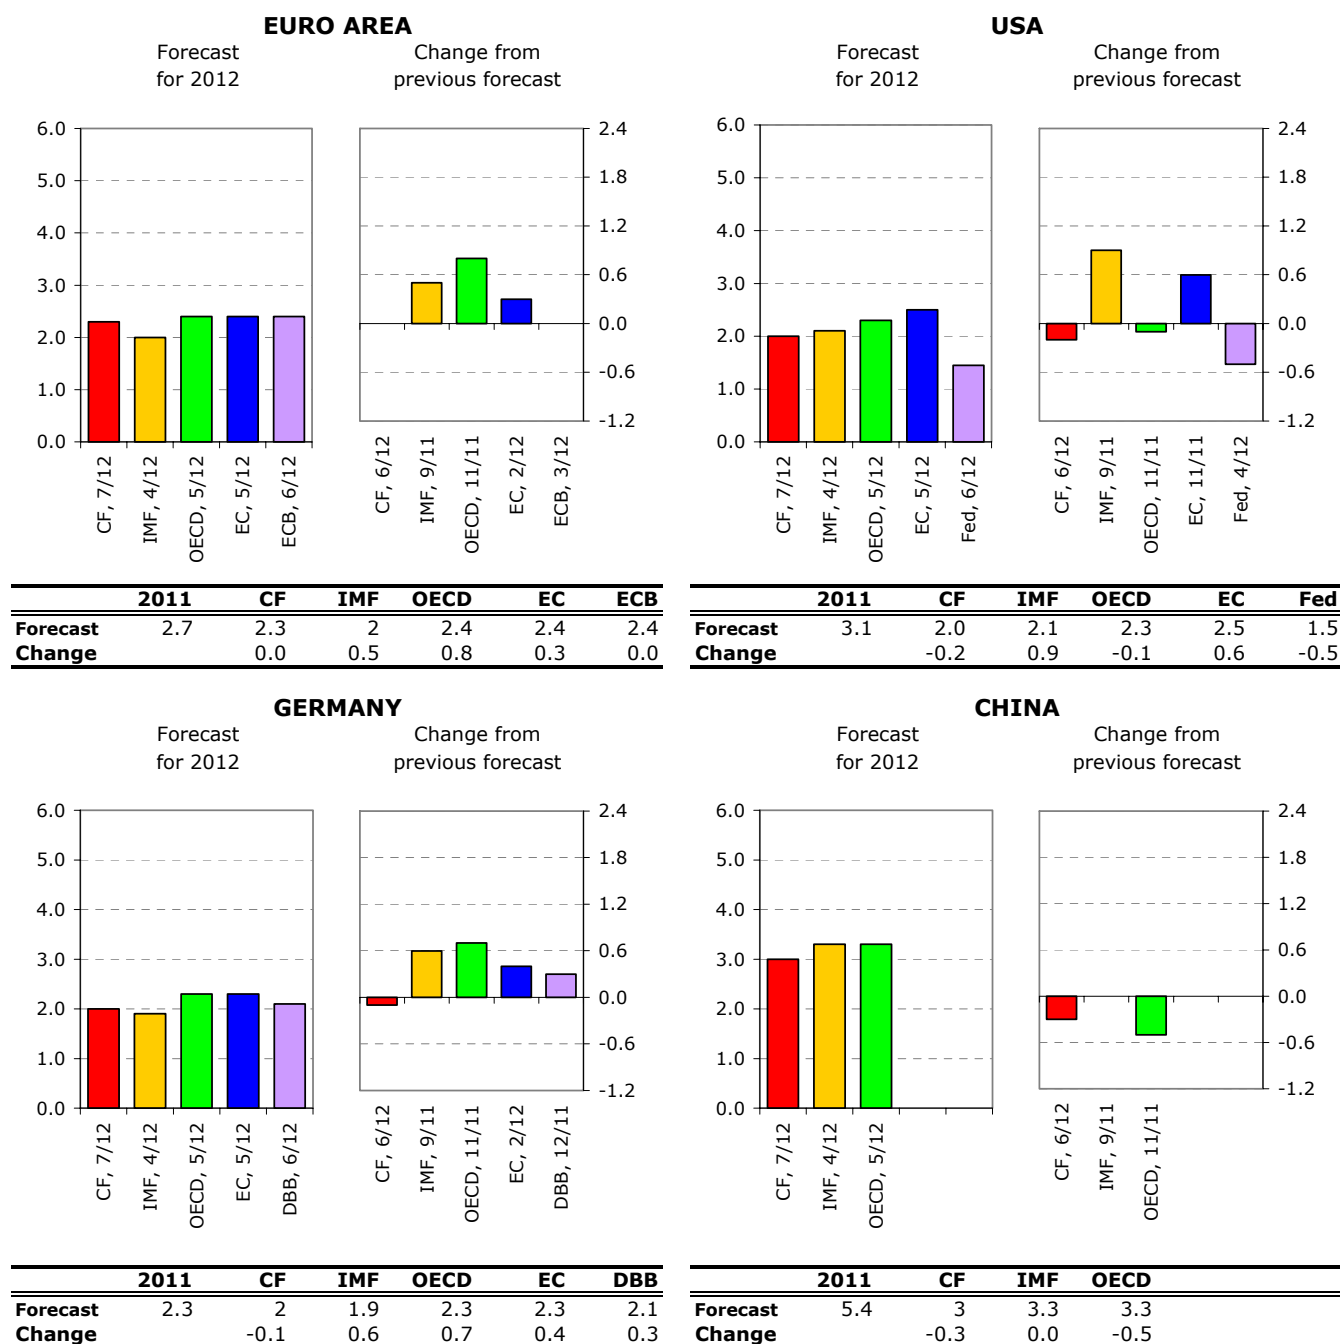 EURO AREA
Forecast
for 2012
Change from
previous forecast
6.0
5.0
4.0
3.0
2.0
1.0
0.0
2.4
1.8
1.2
0.6
0.0
-0.6
-1.2
CF, 7/12
IMF, 4/12
OECD, 5/12
EC, 5/12
ECB, 6/12
CF, 6/12
IMF, 9/11
OECD, 11/11
EC, 2/12
ECB, 3/12
2011 CF IMF OECD EC ECB
Forecast 2.7 2.3 2 2.4 2.4 2.4
Change 0.0 0.5 0.8 0.3 0.0
USA
Forecast
for 2012
Change from
previous forecast
6.0
5.0
4.0
3.0
2.0
1.0
0.0
2.4
1.8
1.2
0.6
0.0
-0.6
-1.2
CF, 7/12
IMF, 4/12
OECD, 5/12
EC, 5/12
Fed, 6/12
CF, 6/12
IMF, 9/11
OECD, 11/11
EC, 11/11
Fed, 4/12
2011 CF IMF OECD EC Fed
Forecast 3.1 2.0 2.1 2.3 2.5 1.5
Change -0.2 0.9 -0.1 0.6 -0.5
GERMANY
Forecast
for 2012
Change from
previous forecast
6.0
5.0
4.0
3.0
2.0
1.0
0.0
2.4
1.8
1.2
0.6
0.0
-0.6
-1.2
CF, 7/12
IMF, 4/12
OECD, 5/12
EC, 5/12
DBB, 6/12
CF, 6/12
IMF, 9/11
OECD, 11/11
EC, 2/12
DBB, 12/11
2011 CF IMF OECD EC DBB
Forecast 2.3 2 1.9 2.3 2.3 2.1
Change -0.1 0.6 0.7 0.4 0.3
CHINA
Forecast
for 2012
Change from
previous forecast
6.0
5.0
4.0
3.0
2.0
1.0
0.0
2.4
1.8
1.2
0.6
0.0
-0.6
-1.2
CF, 7/12
IMF, 4/12
OECD, 5/12
CF, 6/12
IMF, 9/11
OECD, 11/11
2011 CF IMF OECD
Forecast 5.4 3 3.3 3.3
Change -0.3 0.0 -0.5